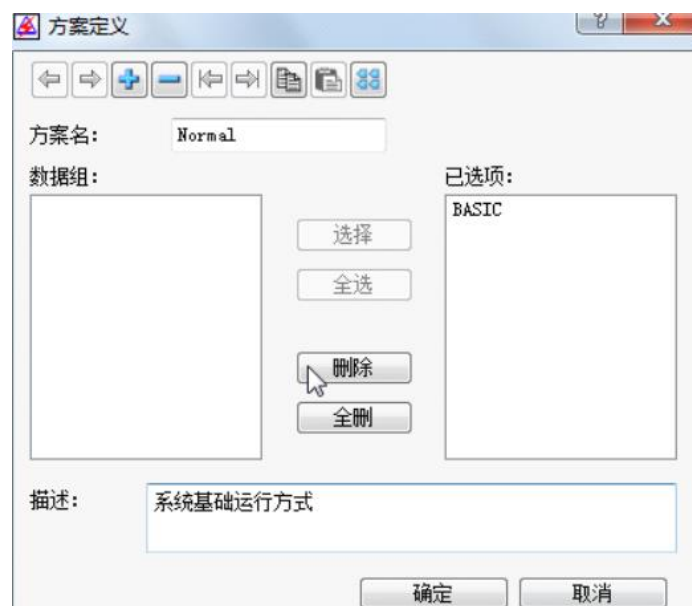 方案定义
方案名:
Normal
数据组:
已选项:
BASIC
选择
全选
删除
全删
描述:
系统基础运行方式
确定
取消